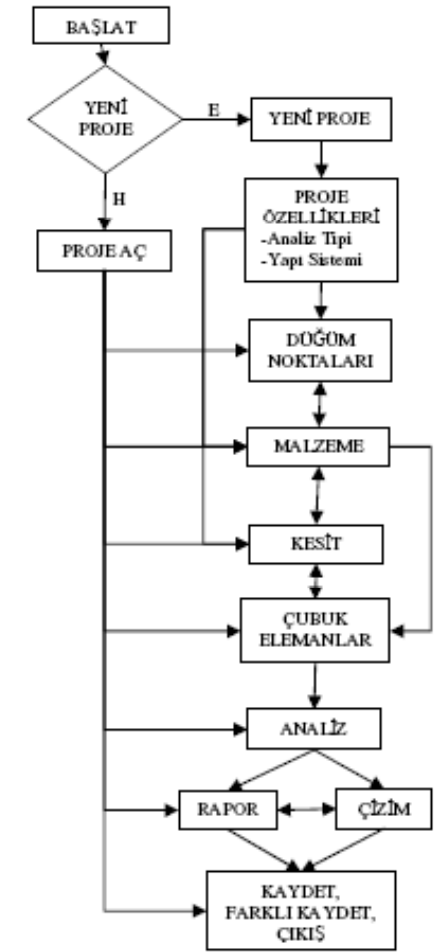 BAŞLAT
YENİ
PROJE
E
YENİ PROJE
H
PROJE AÇ
PROJE
ÖZELLİKLERİ
-Analiz Tipi
-Yapı Sistemi
DÜĞÜM
NOKTALARI
MALZEME
KESİT
ÇUBUK
ELEMANLAR
ANALİZ
RAPOR
ÇİZİM
KAYDET,
FARKLI KAYDET,
ÇIKIŞ